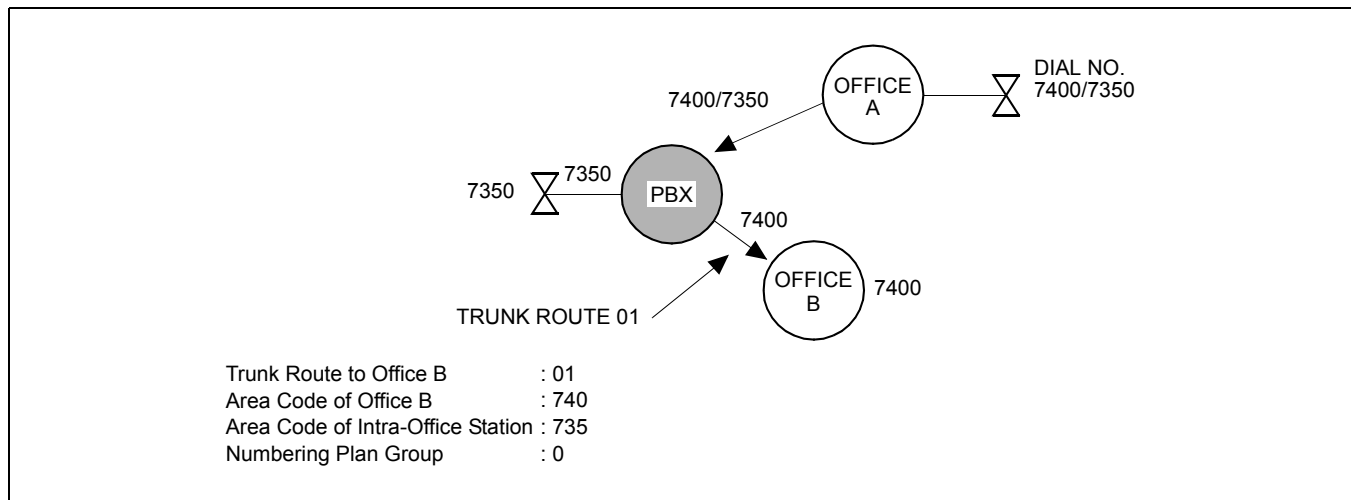 DIAL NO.
7400/7350
OFFICE
A
7400/7350
7350
7350
PBX
7400
OFFICE
B
7400
TRUNK ROUTE 01
Trunk Route to Office B : 01
Area Code of Office B : 740
Area Code of Intra-Office Station : 735
Numbering Plan Group : 0